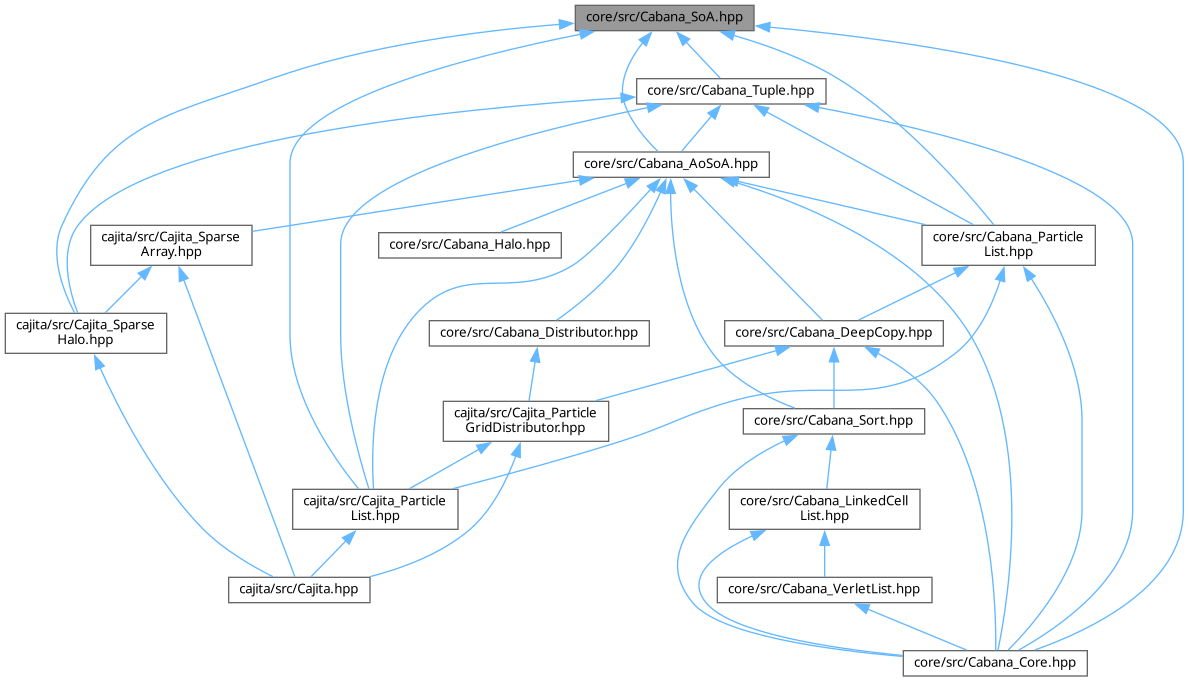 core/src/Cabana_SoA.hpp
core/src/Cabana_Tuple.hpp
core/src/Cabana_AoSoA.hpp
cajita/src/Cajita_Sparse
Array.hpp
core/src/Cabana_Halo.hpp
core/src/Cabana_Particle
List.hpp
cajita/src/Cajita_Sparse
Halo.hpp
core/src/Cabana_Distributor.hpp
core/src/Cabana_DeepCopy.hpp
cajita/src/Cajita_Particle
GridDistributor.hpp
core/src/Cabana_Sort.hpp
cajita/src/Cajita_Particle
List.hpp
core/src/Cabana_LinkedCell
List.hpp
cajita/src/Cajita.hpp
core/src/Cabana_VerletList.hpp
core/src/Cabana_Core.hpp